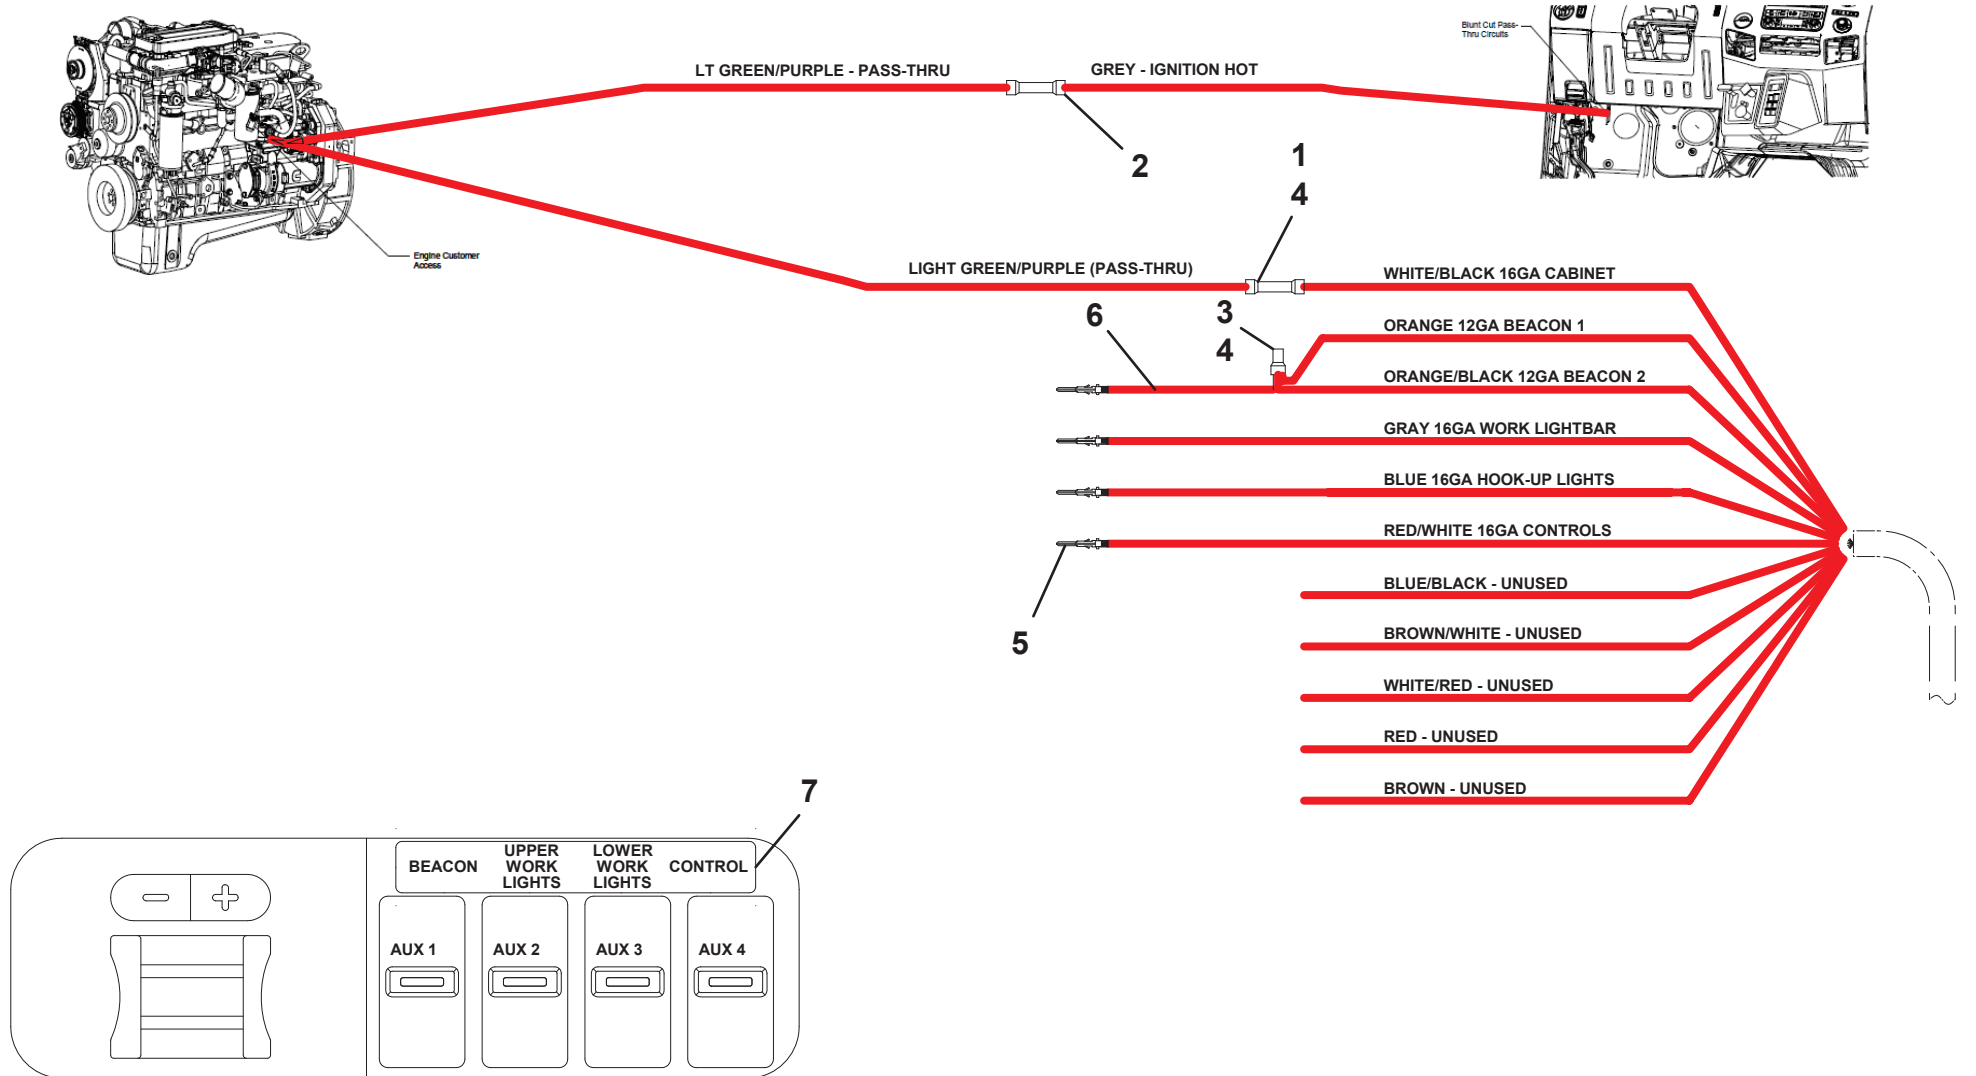 Blunt Cut Pass-
Thru Circuits
LT GREEN/PURPLE - PASS-THRU
GREY - IGNITION HOT
2
1
4
Engine Customer
Access
LIGHT GREEN/PURPLE (PASS-THRU)
WHITE/BLACK 16GA CABINET
6
3
4
ORANGE 12GA BEACON 1
ORANGE/BLACK 12GA BEACON 2
GRAY 16GA WORK LIGHTBAR
BLUE 16GA HOOK-UP LIGHTS
RED/WHITE 16GA CONTROLS
5
BLUE/BLACK - UNUSED
BROWN/WHITE - UNUSED
WHITE/RED - UNUSED
RED - UNUSED
BROWN - UNUSED
7
BEACON
UPPER
WORK
LIGHTS
LOWER
WORK
LIGHTS
CONTROL
AUX 1
AUX 2
AUX 3
AUX 4